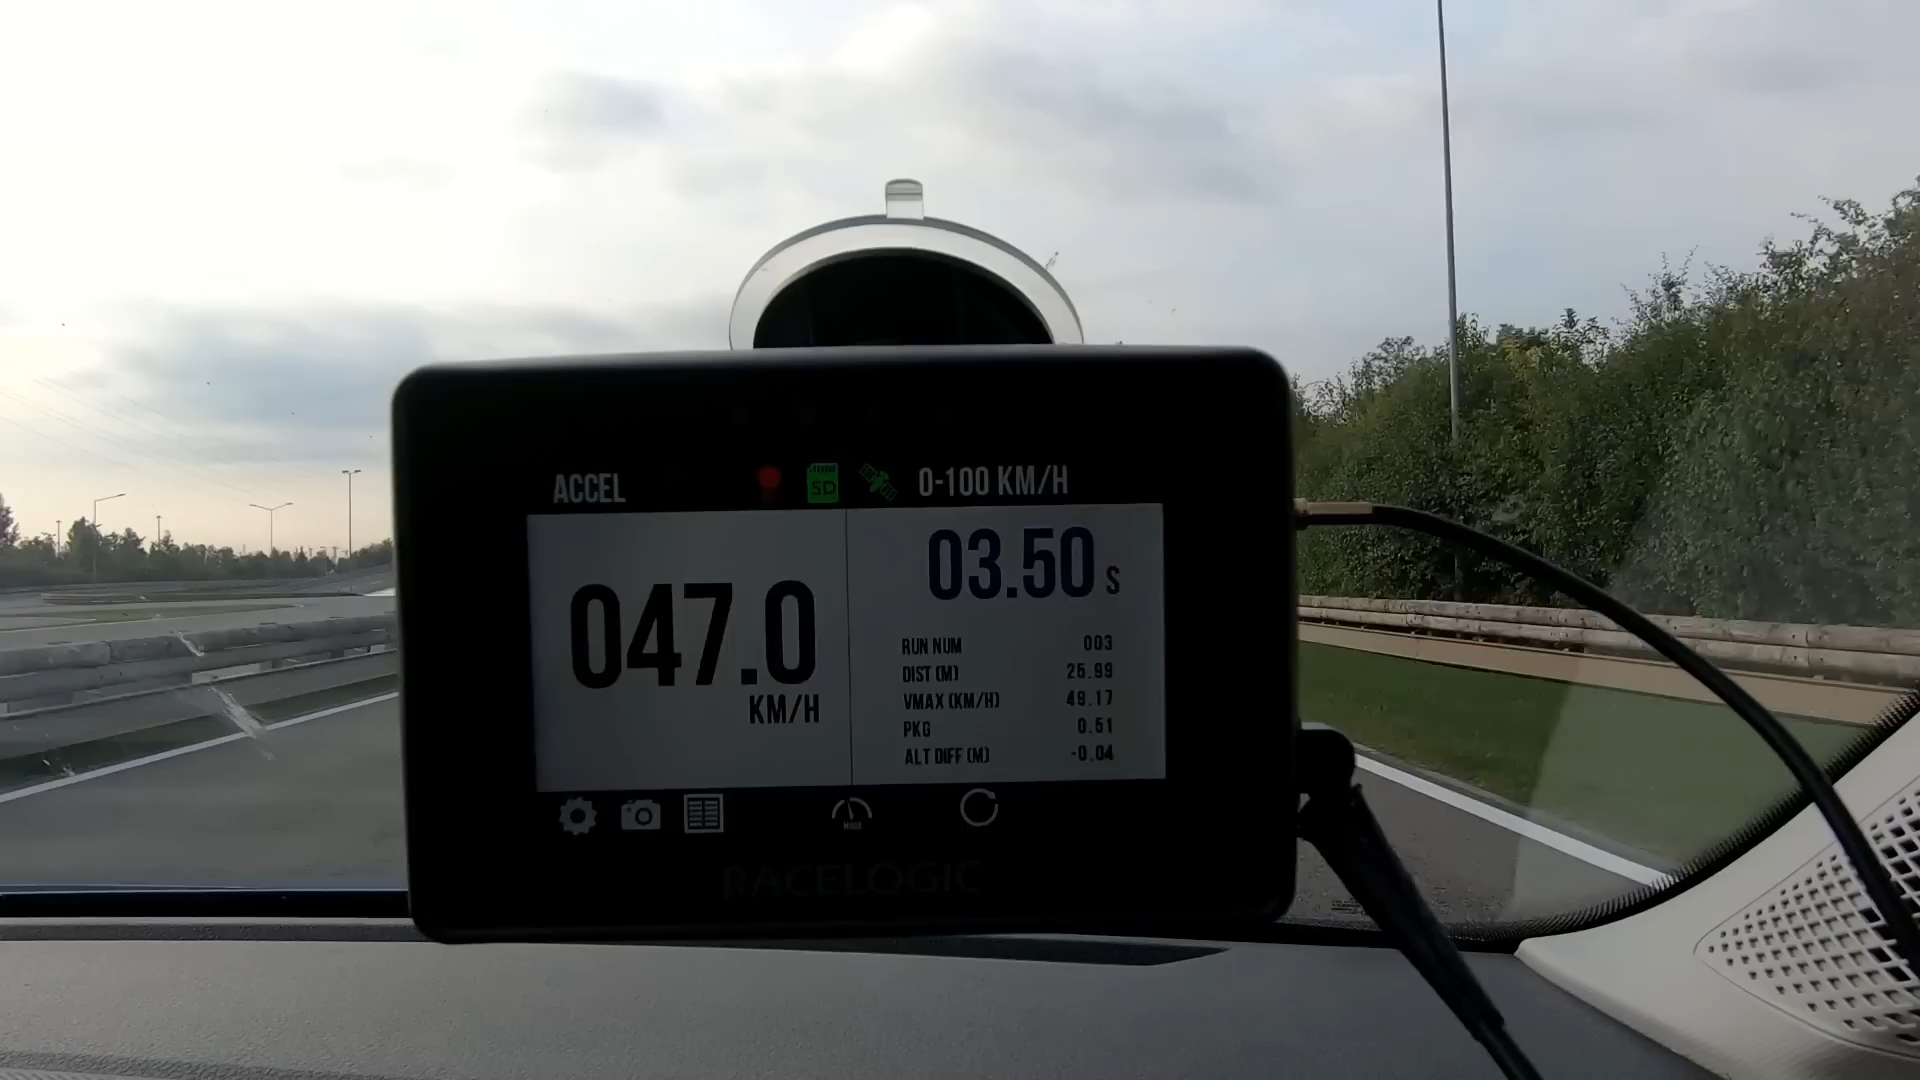 ACCEL
SD
0-100 KM/H
047.0
KM/H
03.50 S
RUN NUM 003
DIST (M) 25.99
VMAX (KM/H) 49.17
PKG 0.51
ALT DIFF (M) -0.04
MODE
RACELOGIC